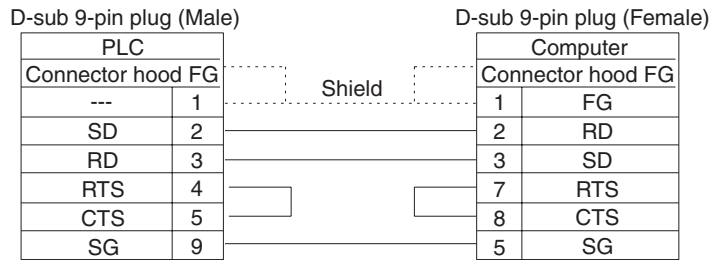 D-sub 9-pin plug (Male) D-sub 9-pin plug (Female)
PLC Computer
Connector hood FG Connector hood FG
Shield
--- 1 1 FG
SD 2 2 RD
RD 3 3 SD
RTS 4 7 RTS
CTS 5 8 CTS
SG 9 5 SG